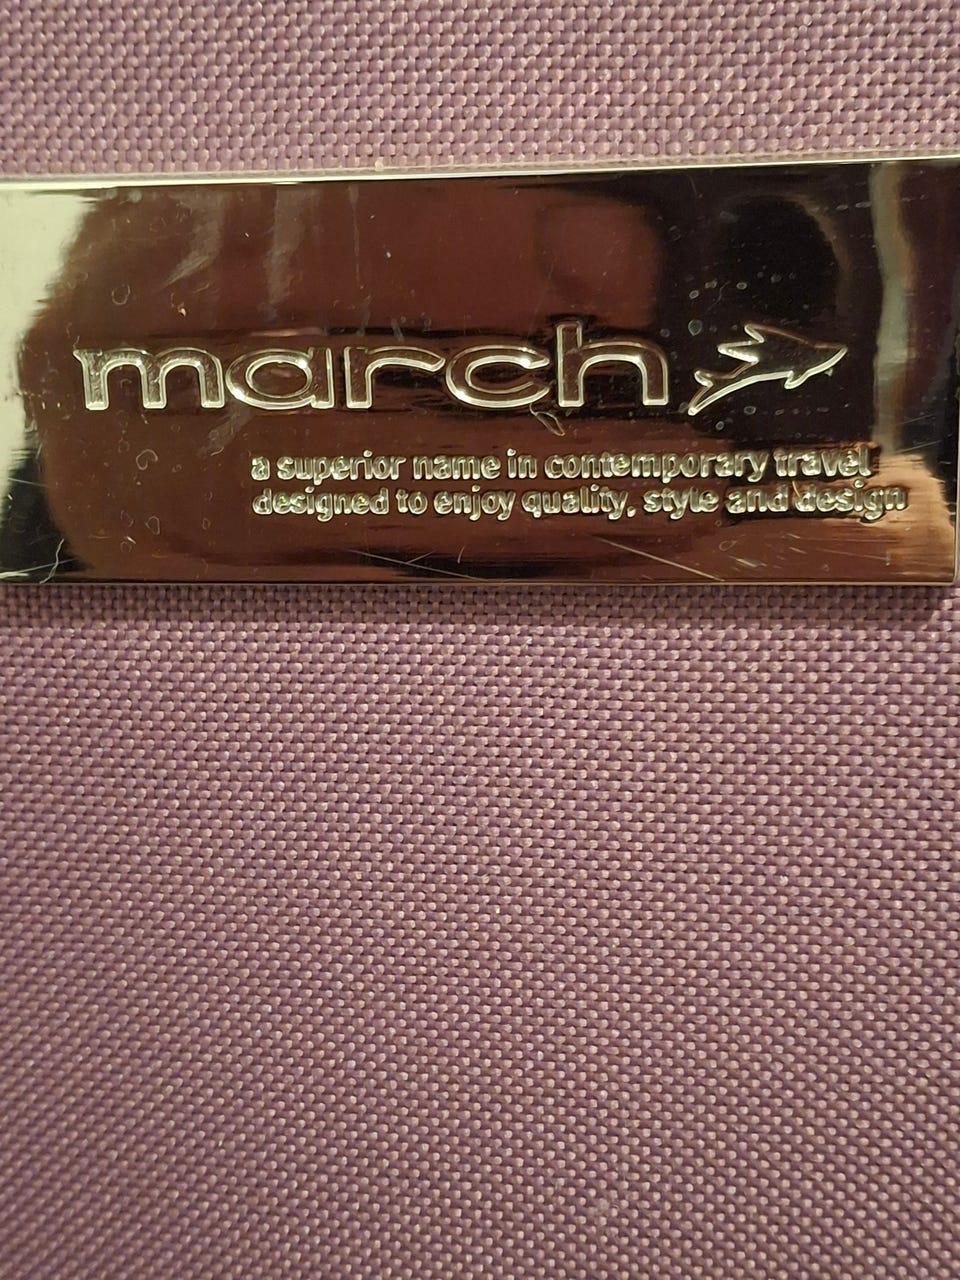 march
a superior name in contemporary travel
designed to enjoy quality, style and design